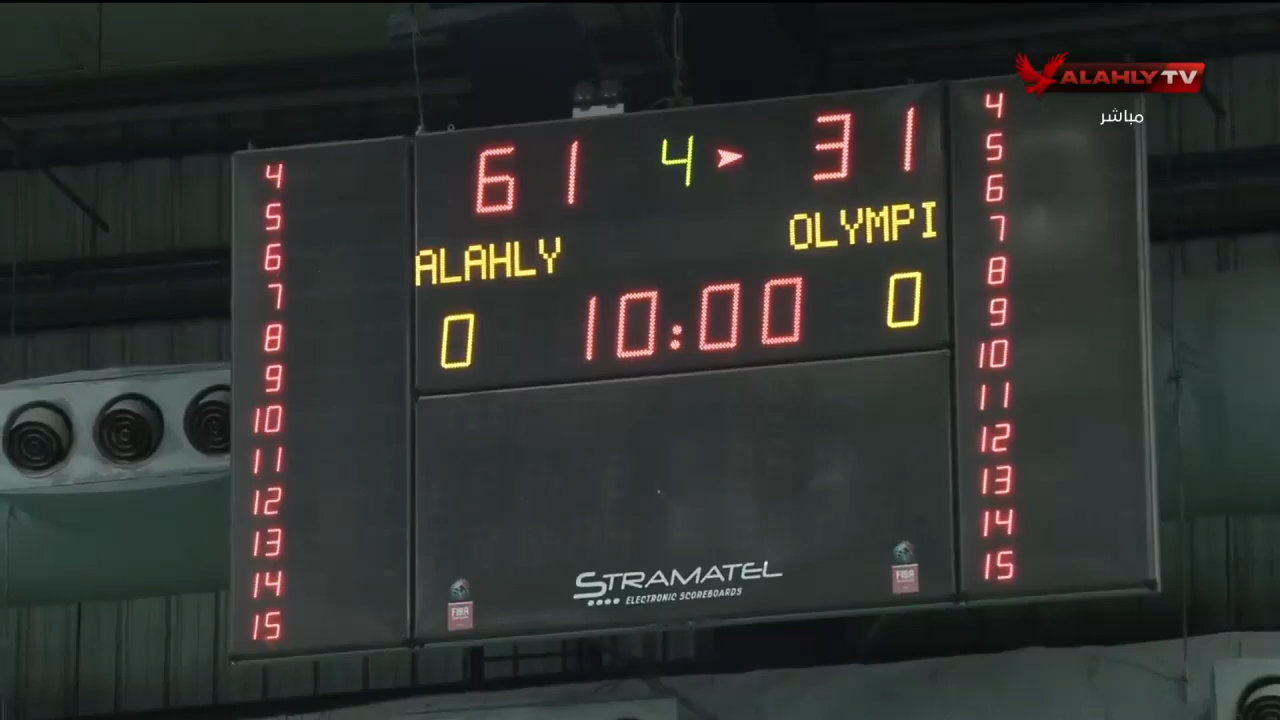 ALAHLY TV
مباشر
61 4 31
ALAHLY OLYMPI
0 10:00 0
4 4
5 5
6 6
7 7
8 8
9 9
10 10
11 11
12 12
13 13
14 14
15 15
STRAMATEL
ELECTRONIC SCOREBOARDS
FIBA FIBA